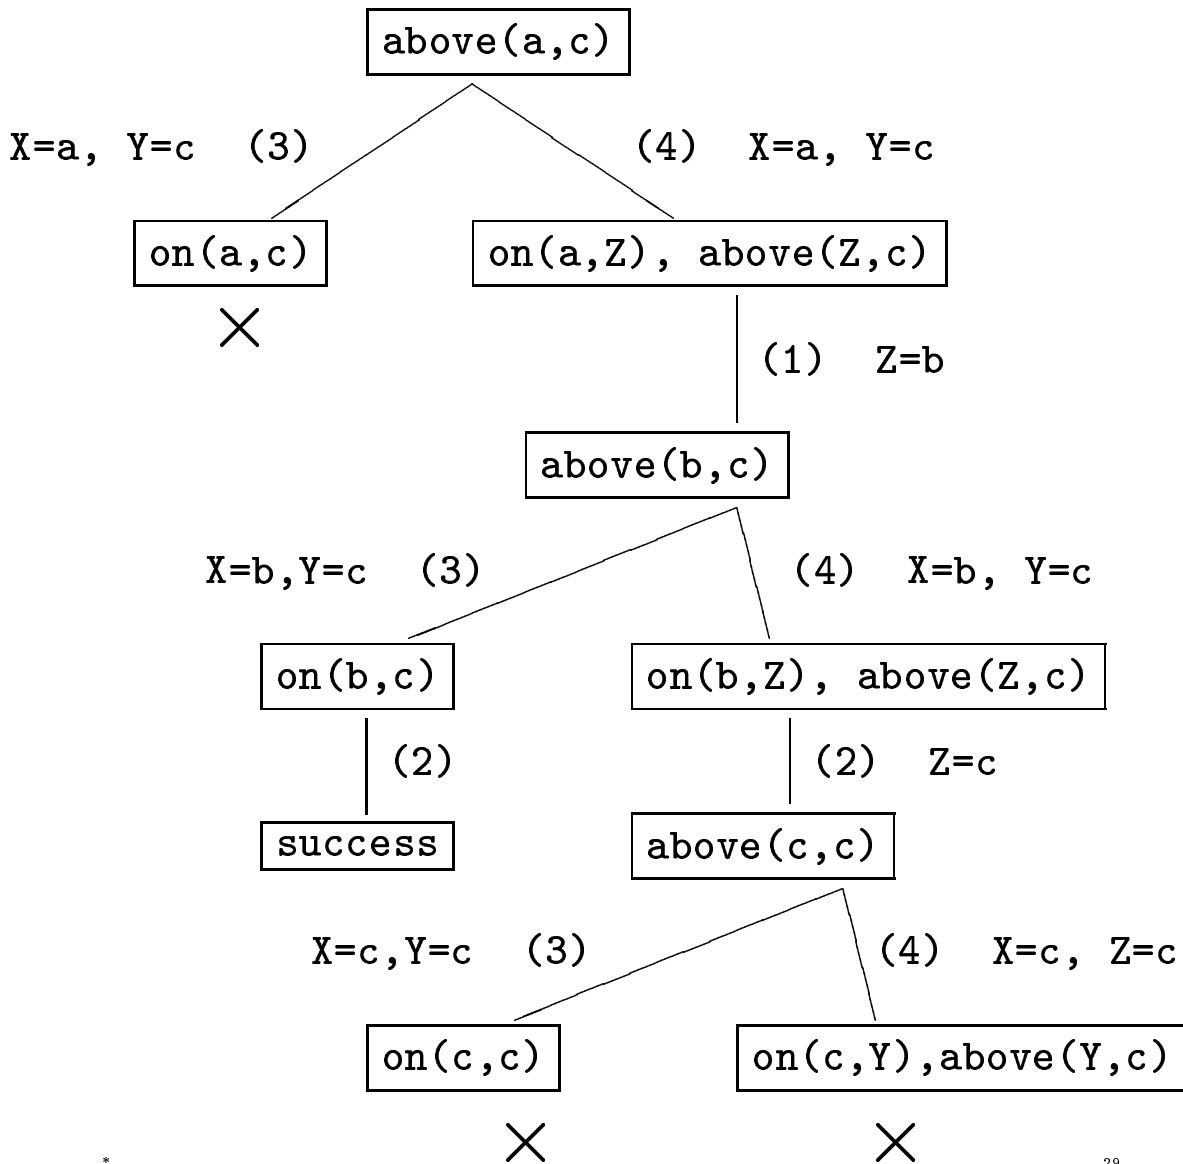 above(a,c)
X=a, Y=c (3)
(4) X=a, Y=c
on(a,c)
on(a,Z), above(Z,c)
(1) Z=b
above(b,c)
X=b,Y=c (3)
(4) X=b, Y=c
on(b,c)
on(b,Z), above(Z,c)
(2)
(2) Z=c
success
above(c,c)
X=c,Y=c (3)
(4) X=c, Z=c
on(c,c)
on(c,Y),above(Y,c)
*
29